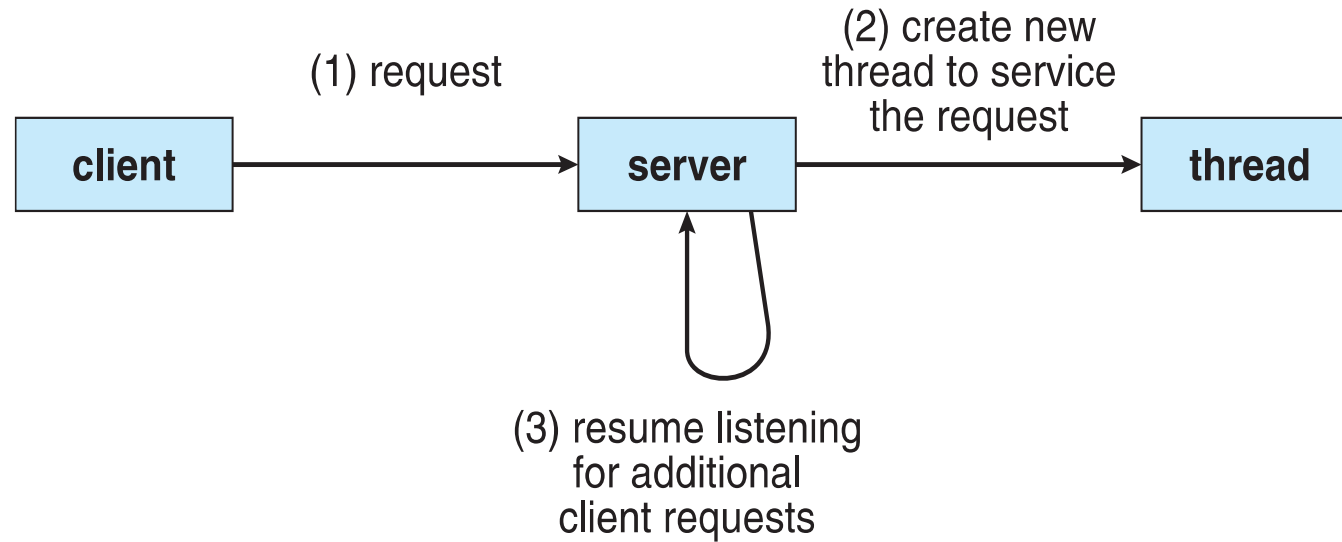 (1) request
(2) create new
thread to service
the request
client
server
thread
(3) resume listening
for additional
client requests